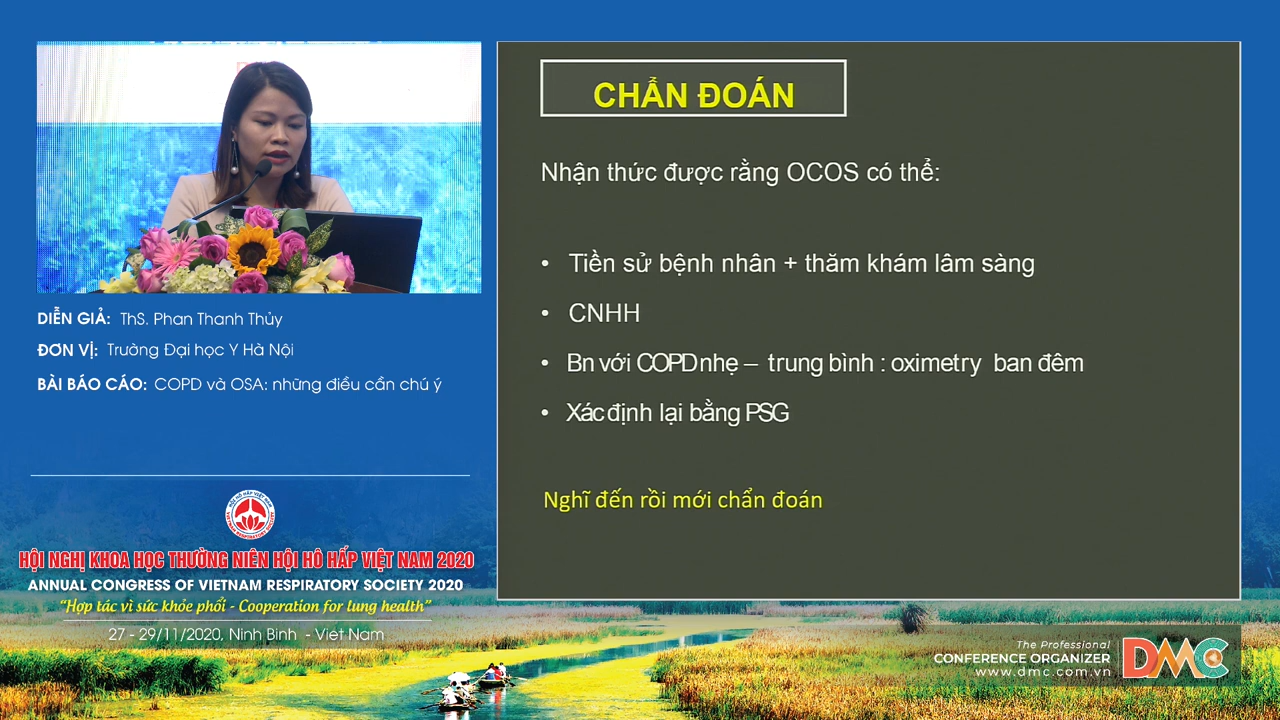 CHẨN ĐOÁN
Nhận thức được rằng OCOS có thể:
• Tiền sử bệnh nhân + thăm khám lâm sàng
• CNHH
• Bn với COPD nhẹ – trung bình : oximetry ban đêm
• Xác định lại bằng PSG
Nghĩ đến rồi mới chẩn đoán
DIỄN GIẢ: ThS. Phan Thanh Thủy
ĐƠN VỊ: Trường Đại học Y Hà Nội
BÀI BÁO CÁO: COPD và OSA: những điều cần chú ý
HỘI NGHỊ KHOA HỌC THƯỜNG NIÊN HỘI HÔ HẤP VIỆT NAM 2020
ANNUAL CONGRESS OF VIETNAM RESPIRATORY SOCIETY 2020
“Hợp tác vì sức khỏe phổi - Cooperation for lung health”
27 - 29/11/2020, Ninh Bình - Việt Nam
The Professional
CONFERENCE ORGANIZER
www.dmc.com.vn
DMC